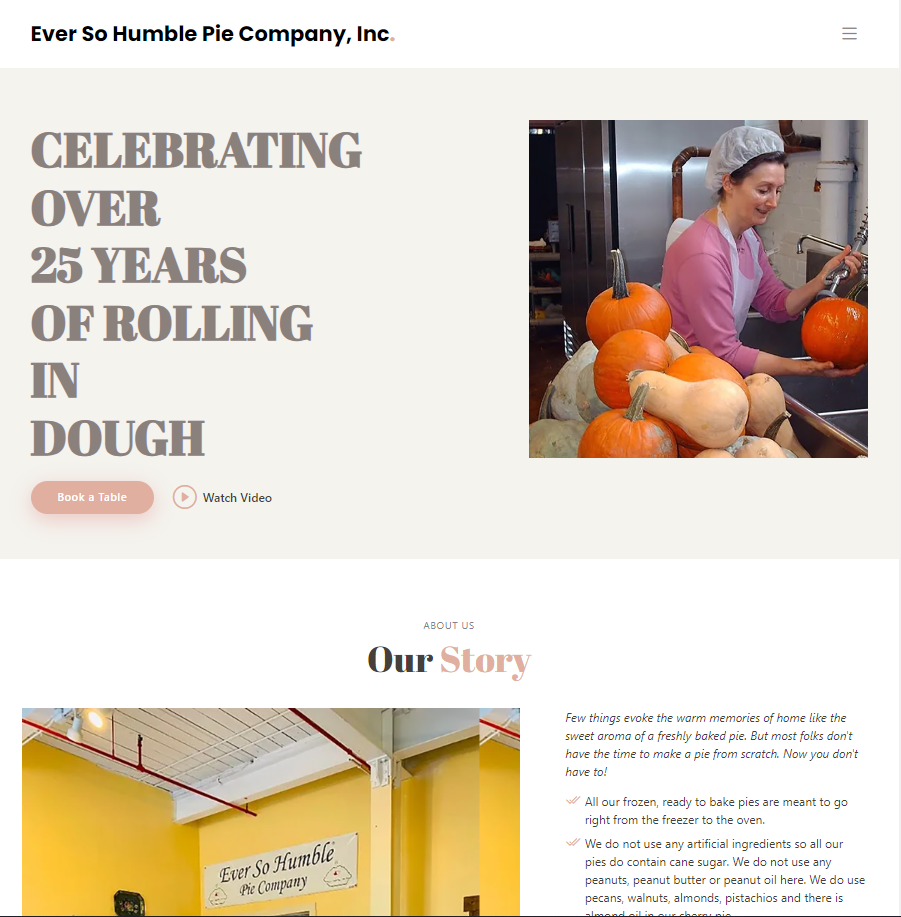 Ever So Humble Pie Company, Inc.
CELEBRATING
OVER
25 YEARS
OF ROLLING
IN
DOUGH
Book a Table
Watch Video
ABOUT US
Our Story
Ever So Humble
Pie Company
Few things evoke the warm memories of home like the
sweet aroma of a freshly baked pie. But most folks don't
have the time to make a pie from scratch. Now you don't
have to!
All our frozen, ready to bake pies are meant to go
right from the freezer to the oven.
We do not use any artificial ingredients so all our
pies do contain cane sugar. We do not use any
peanuts, peanut butter or peanut oil here. We do use
pecans, walnuts, almonds, pistachios and there is
almond oil in our cherry pie.